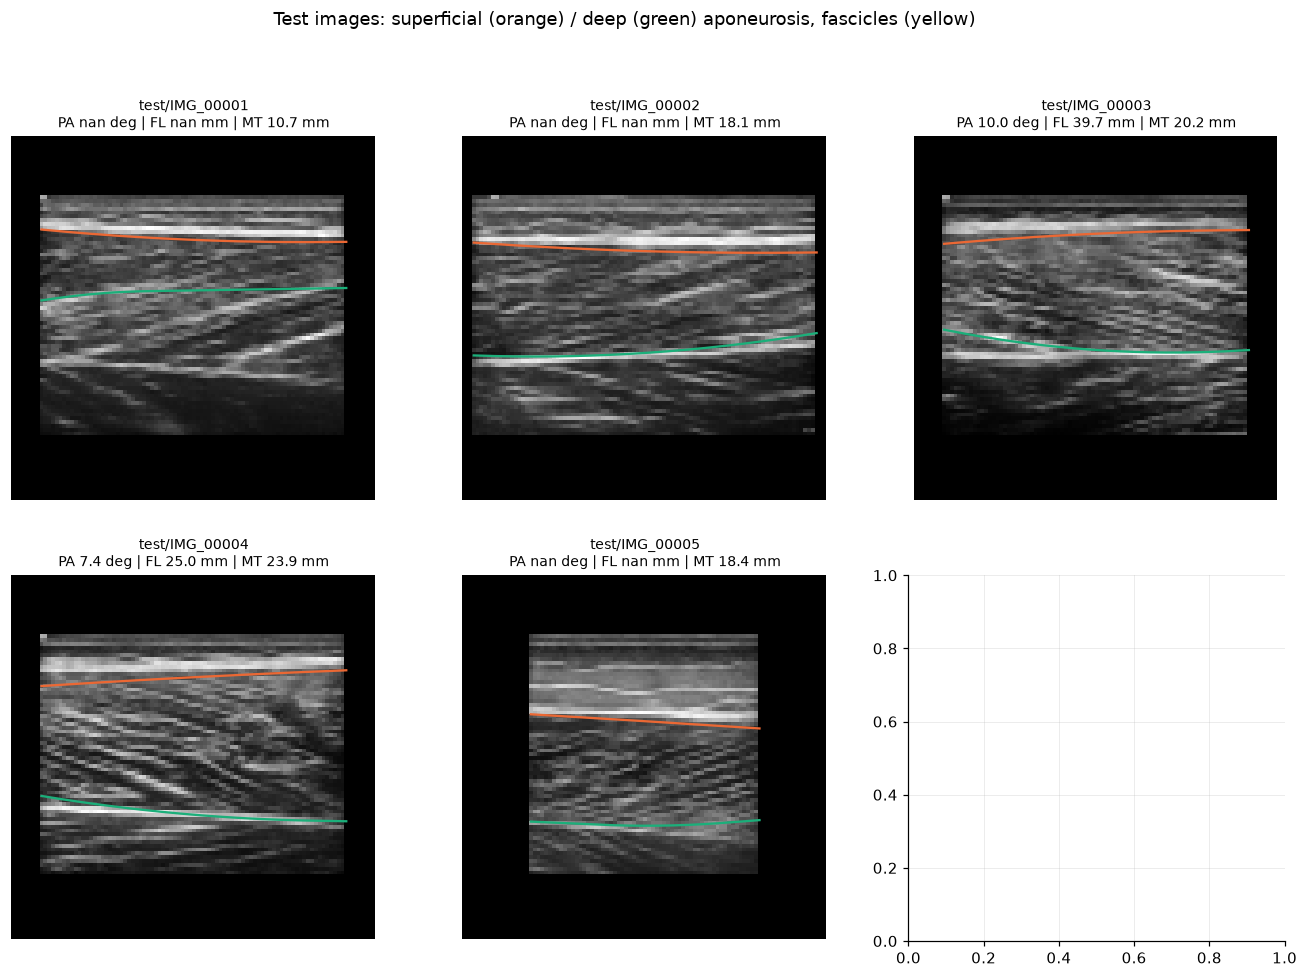 Test images: superficial (orange) / deep (green) aponeurosis, fascicles (yellow)
test/IMG_00001
PA nan deg | FL nan mm | MT 10.7 mm
test/IMG_00002
PA nan deg | FL nan mm | MT 18.1 mm
test/IMG_00003
PA 10.0 deg | FL 39.7 mm | MT 20.2 mm
test/IMG_00004
PA 7.4 deg | FL 25.0 mm | MT 23.9 mm
test/IMG_00005
PA nan deg | FL nan mm | MT 18.4 mm
1.0
0.8
0.6
0.4
0.2
0.0
0.0 0.2 0.4 0.6 0.8 1.0